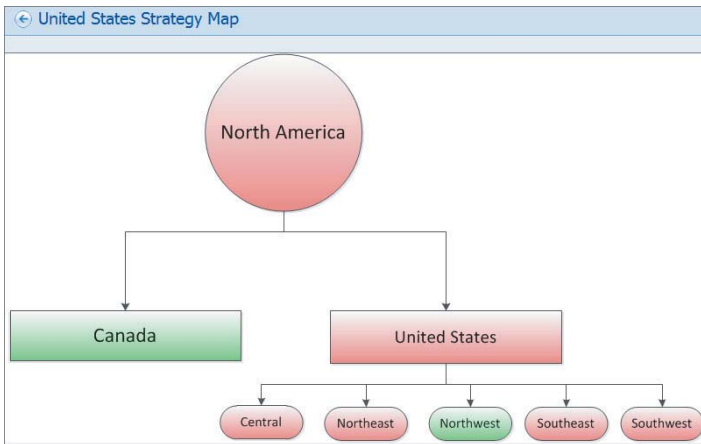 United States Strategy Map
North America
Canada
United States
Central
Northeast
Northwest
Southeast
Southwest